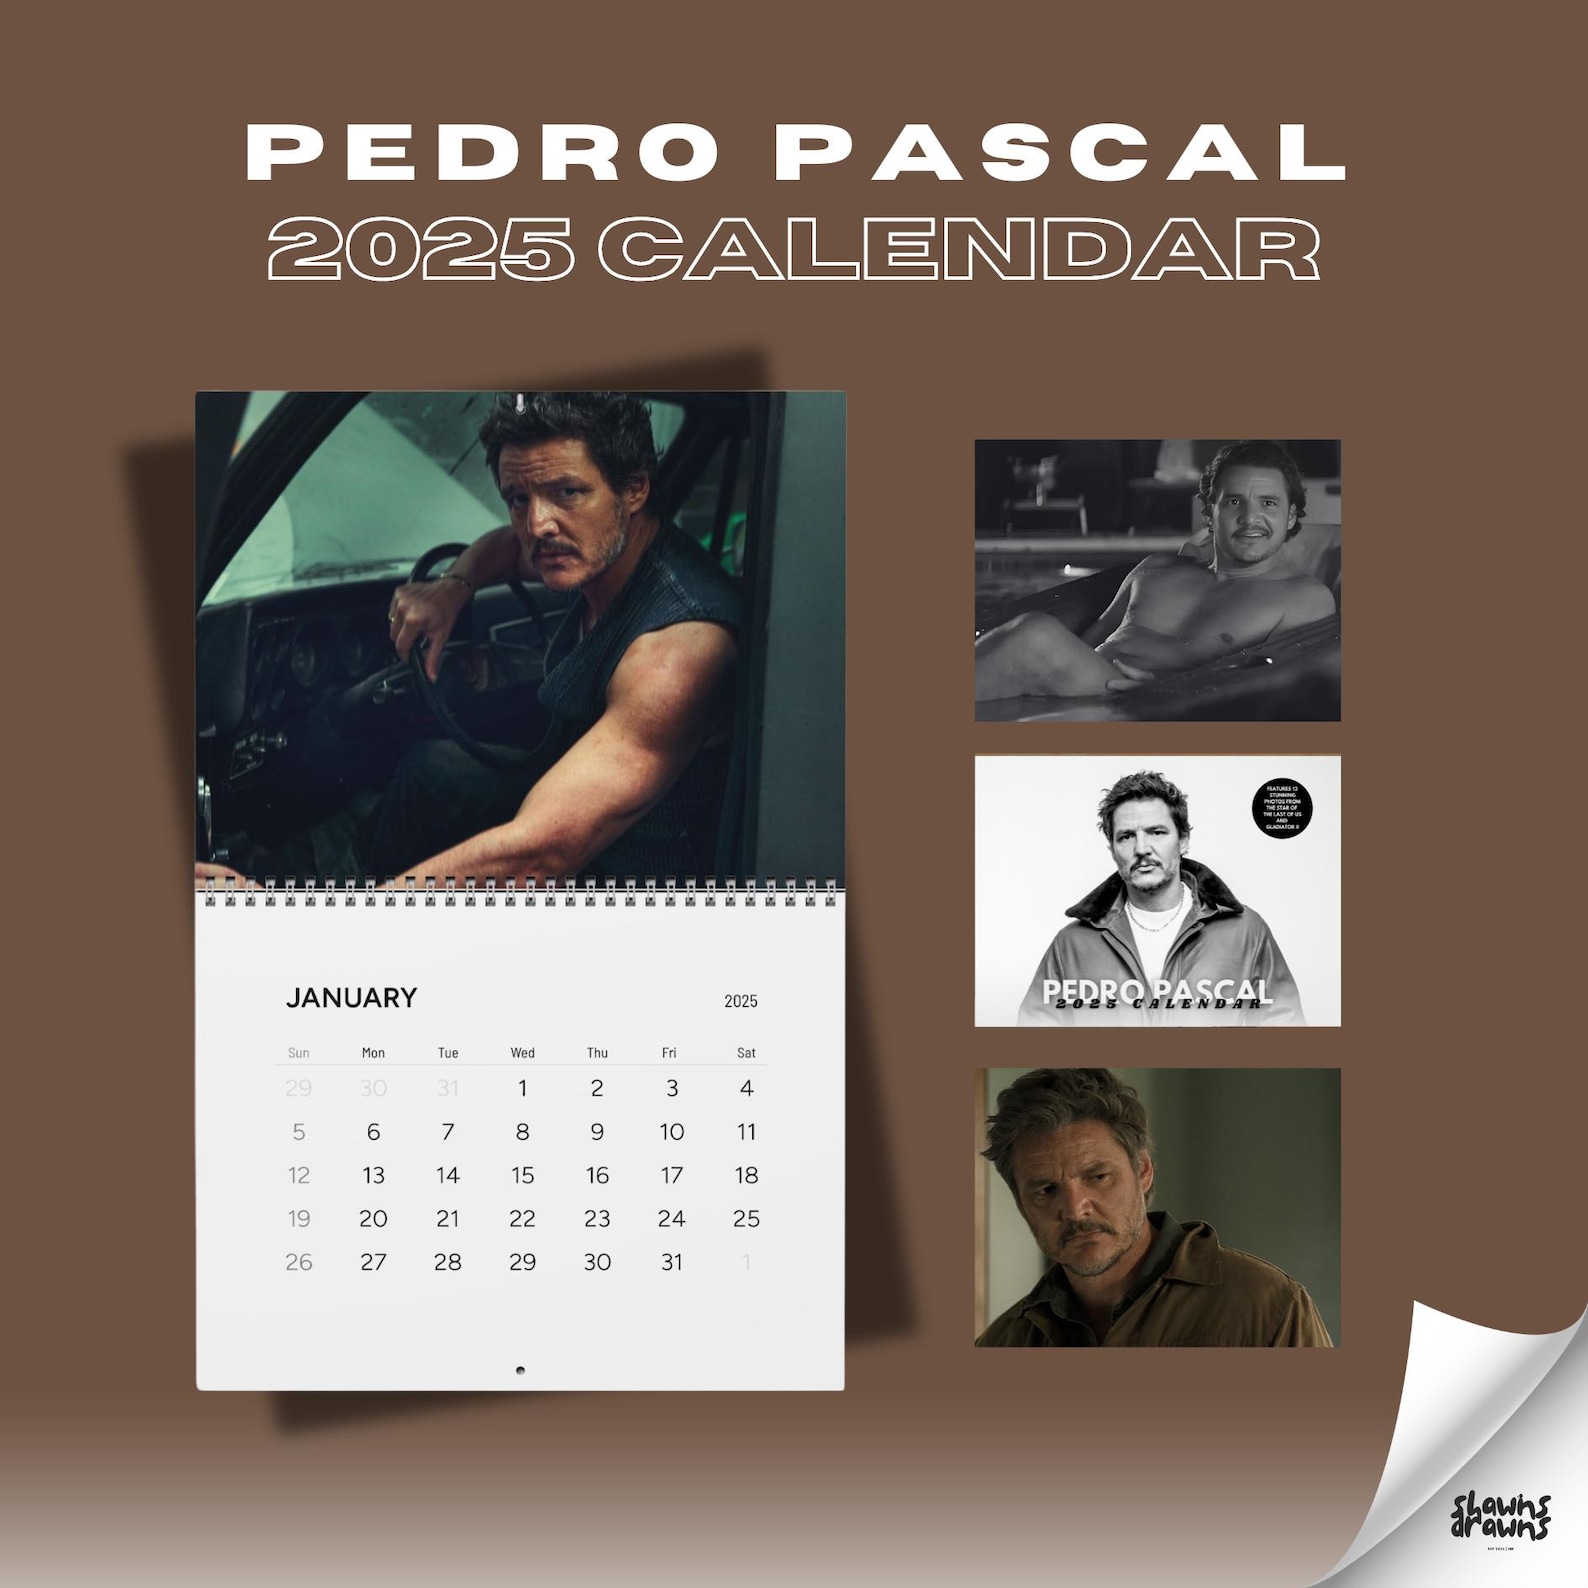 PEDRO PASCAL
2025 CALENDAR
JANUARY 2025
Sun Mon Tue Wed Thu Fri Sat
29 30 31 1 2 3 4
5 6 7 8 9 10 11
12 13 14 15 16 17 18
19 20 21 22 23 24 25
26 27 28 29 30 31 1
FEATURES 12
STUNNING
PHOTOS FROM
THE STAR OF
THE LAST OF US
AND
GLADIATOR II
PEDRO PASCAL
2025 CALENDAR
shawns
drawns